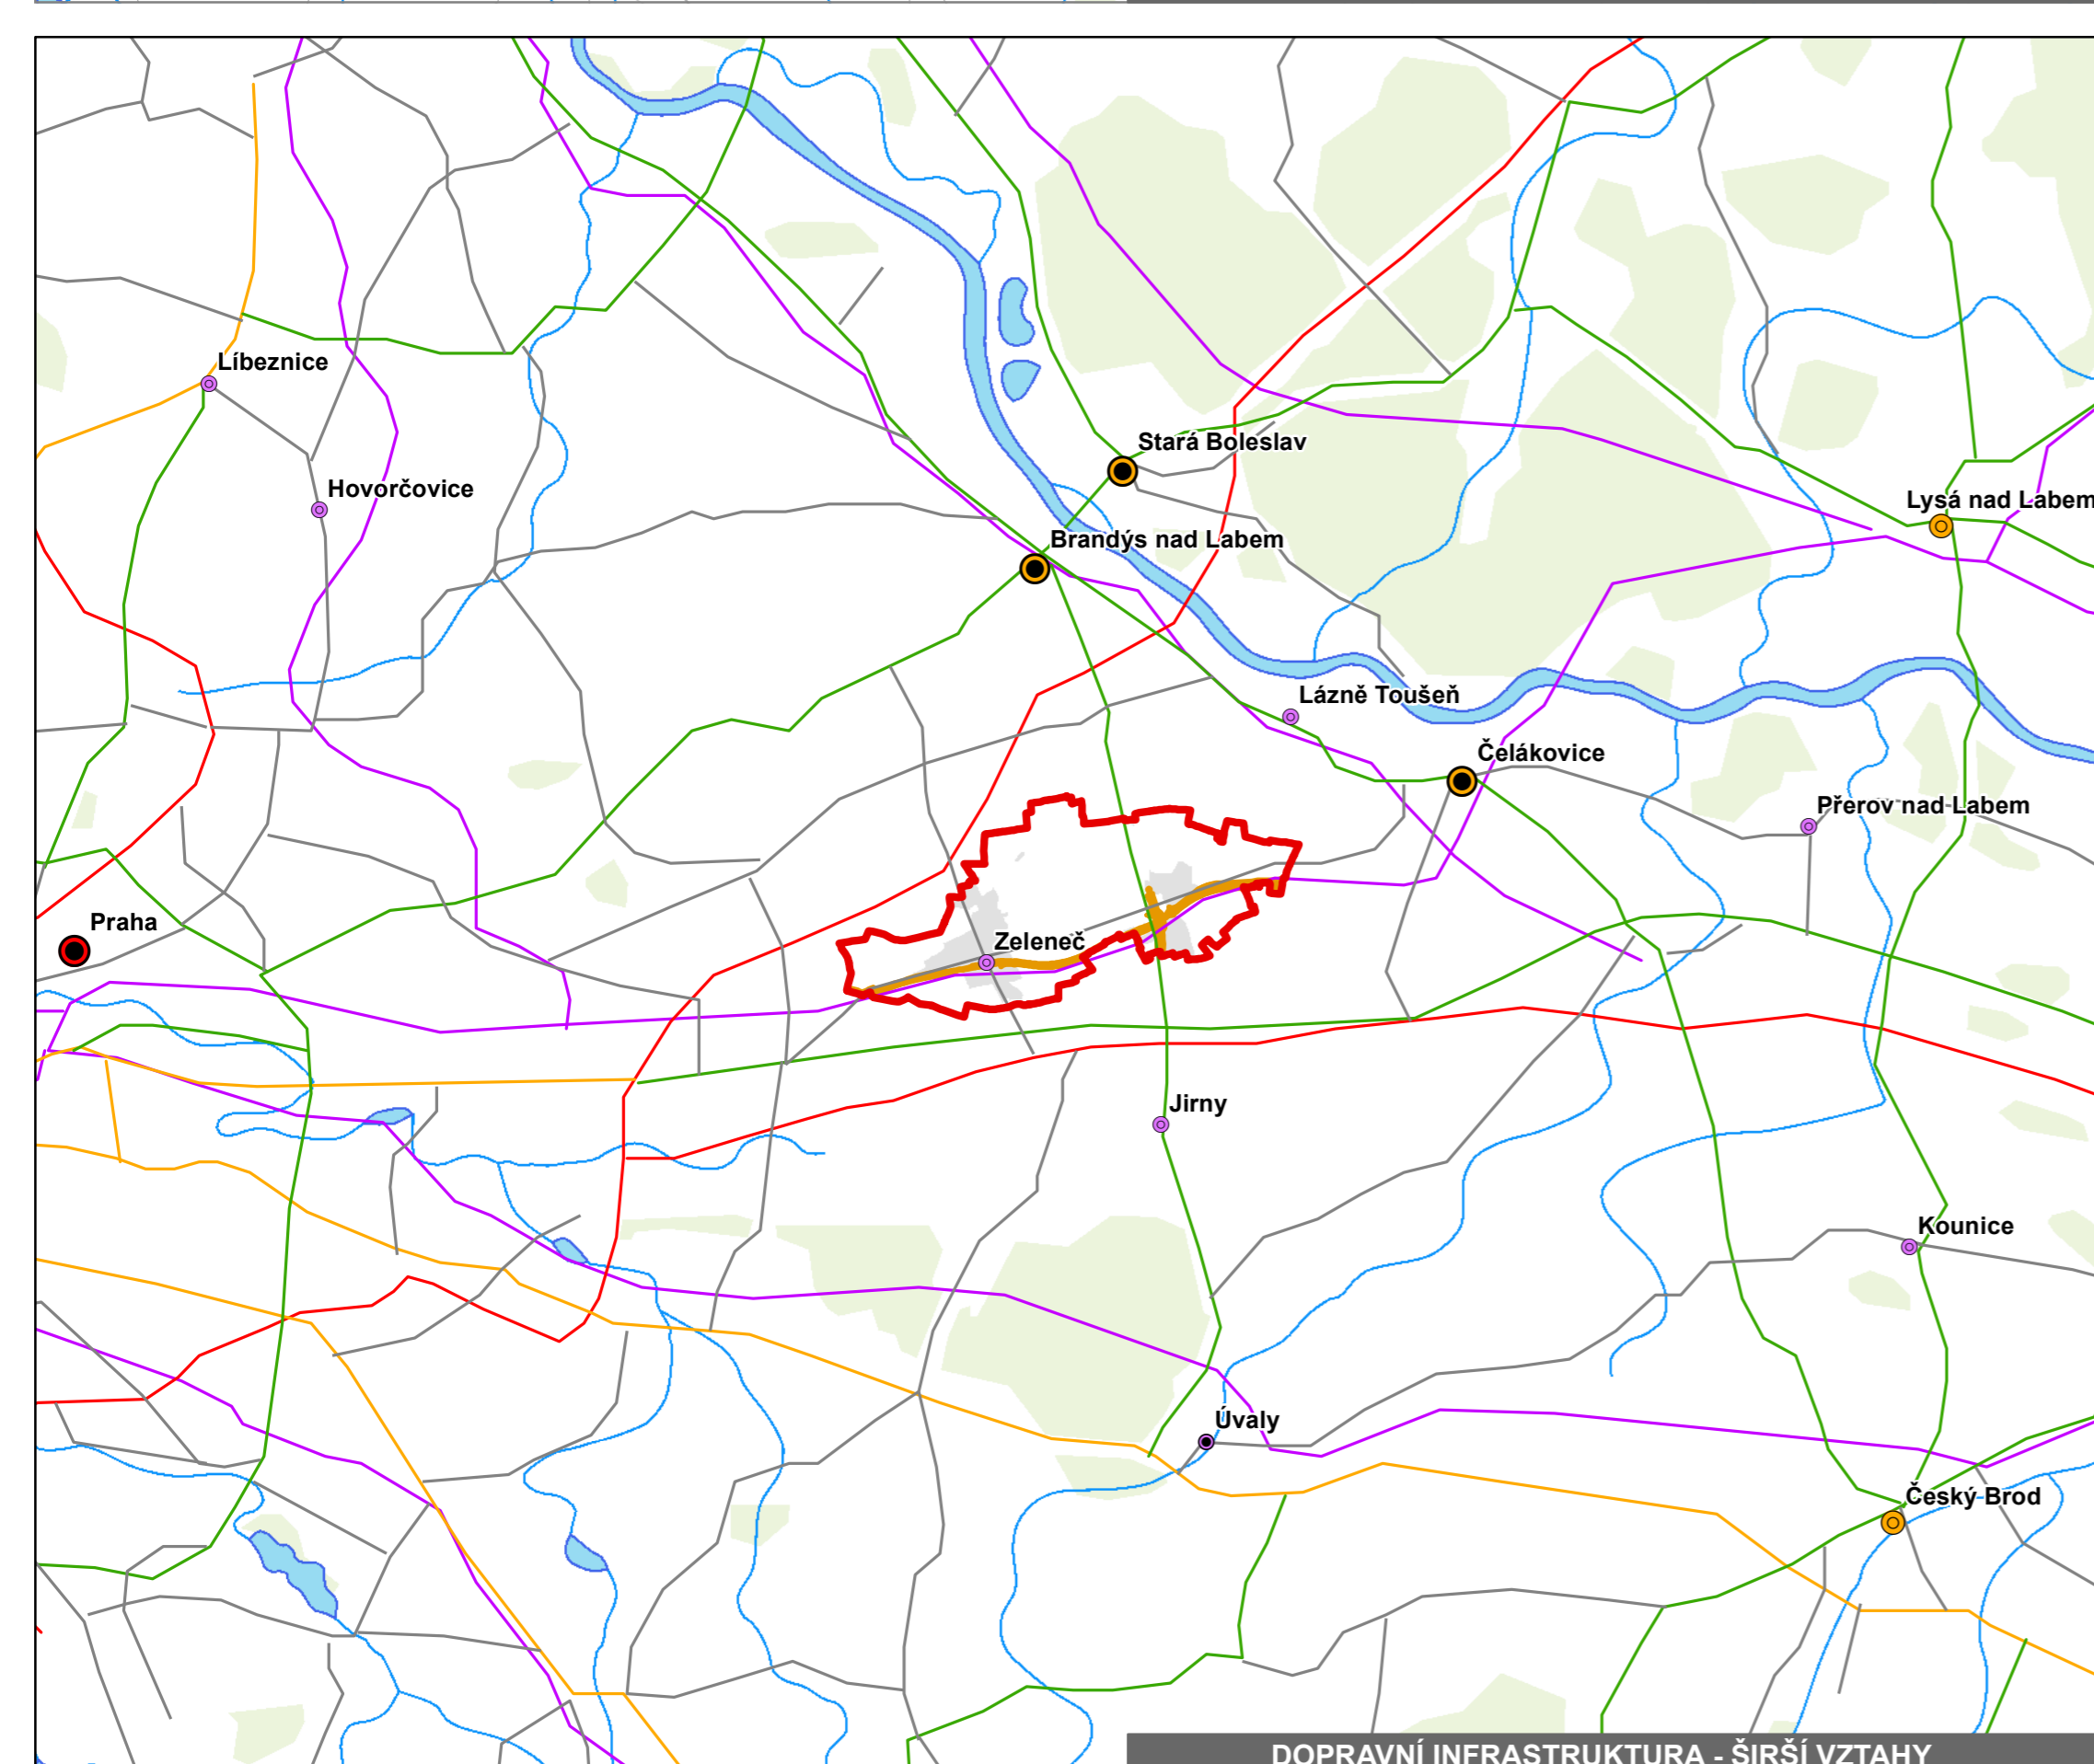 Líbeznice
Stará Boleslav
Hovorčovice
Lysá nad Labem
Brandýs nad Labem
Lázně Toušeň
Čelákovice
Přerov nad Labem
Praha
Zeleneč
Jirny
Kounice
Úvaly
Český Brod
DOPRAVNÍ INFRASTRUKTURA - ŠIRŠÍ VZTAHY